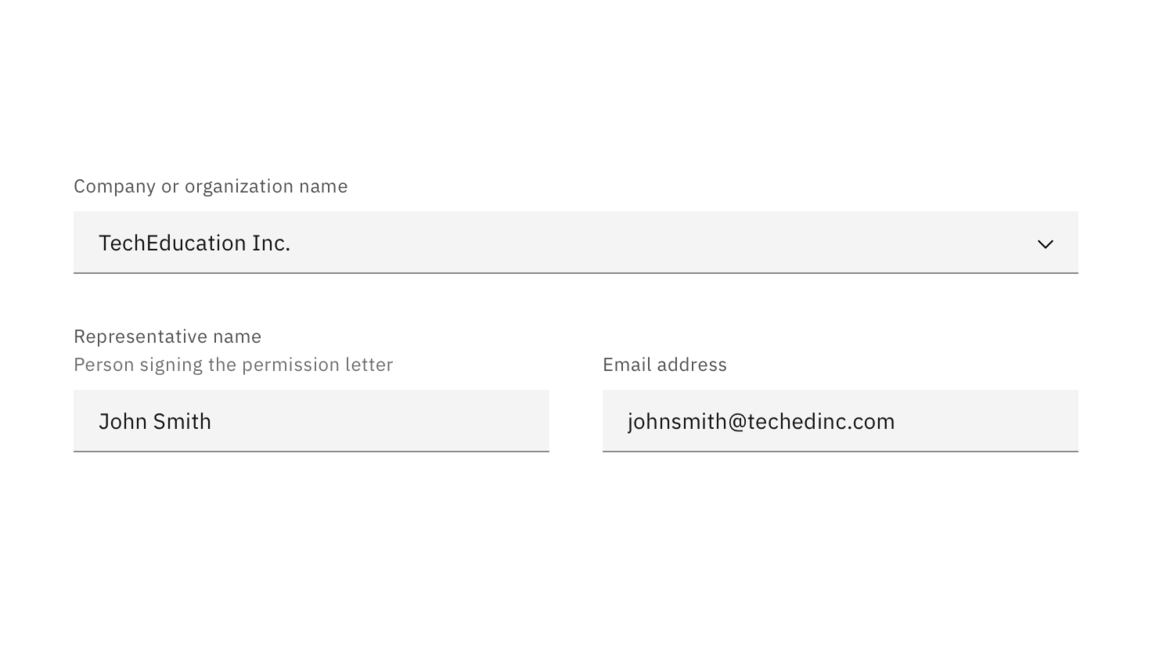 Company or organization name
TechEducation Inc.
Representative name
Person signing the permission letter
John Smith
Email address
johnsmith@techedinc.com